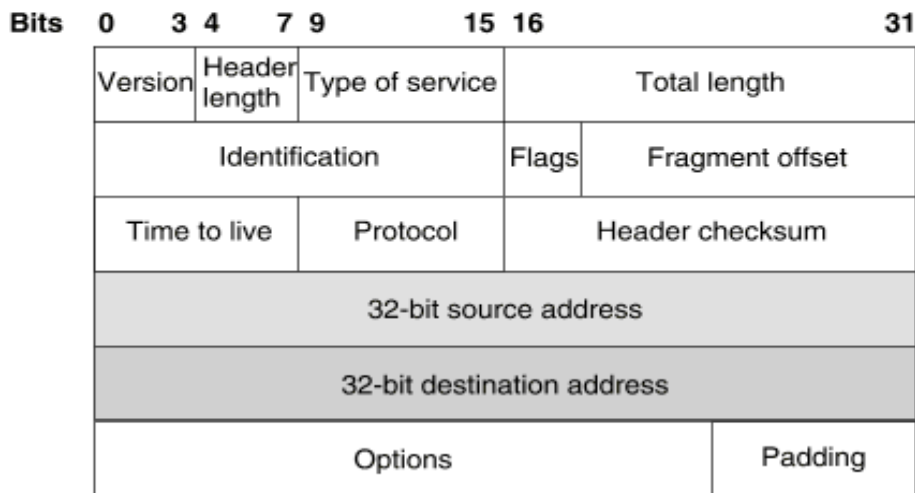 Bits 0 3 4 7 9 15 16 31
Version Header length Type of service Total length
Identification Flags Fragment offset
Time to live Protocol Header checksum
32-bit source address
32-bit destination address
Options Padding